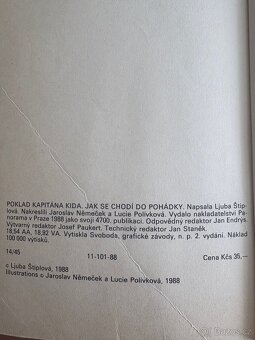 POKLAD KAPITÁNA KIDA. JAK SE CHODÍ DO POHÁDKY. Napsala Ljuba Štip-
lová. Nakreslili Jaroslav Němeček a Lucie Polívková. Vydalo nakladatelství Pa-
norama v Praze 1988 jako svoji 4700. publikaci. Odpovědný redaktor Jan Endrýs.
Výtvarný redaktor Josef Paukert. Technický redaktor Jan Staněk.
18,54 AA, 18,92 VA. Vytiskla Svoboda, grafické závody, n. p. 2. vydání. Náklad
100 000 výtisků.
14/45
11-101-88
Cena Kčs 35,—
© Ljuba Štíplová, 1988
Illustrations © Jaroslav Němeček a Lucie Polívková, 1988